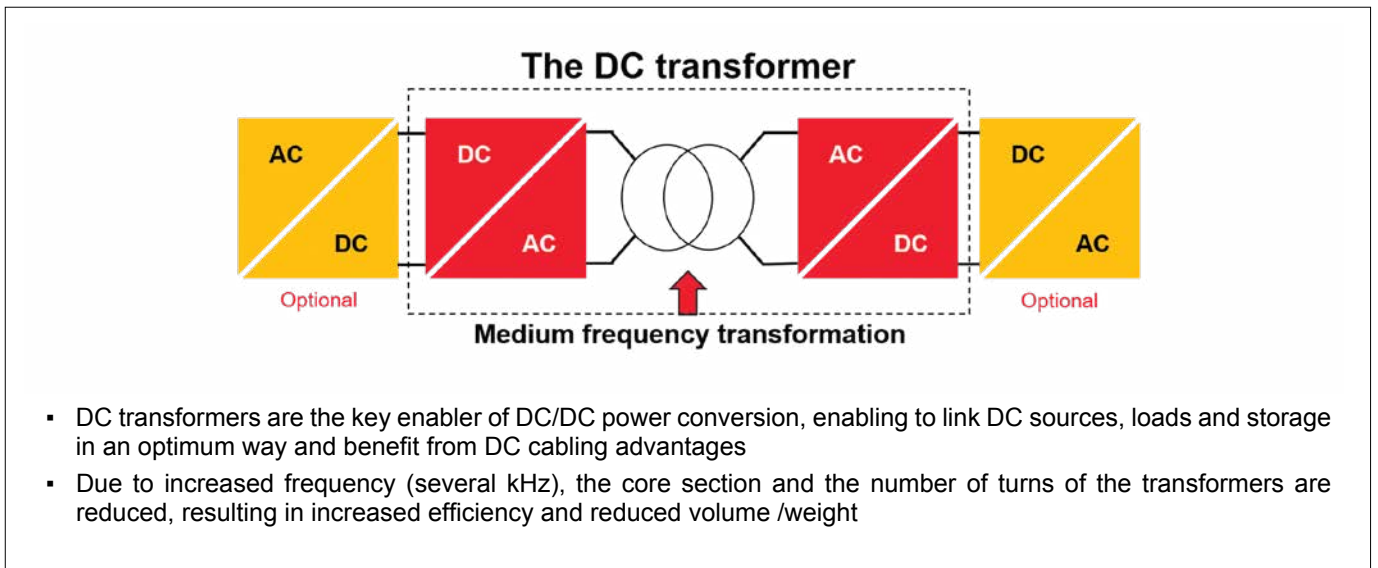 The DC transformer
AC
DC
DC
AC
AC
DC
DC
AC
Optional
Optional
Medium frequency transformation
▪ DC transformers are the key enabler of DC/DC power conversion, enabling to link DC sources, loads and storage
in an optimum way and benefit from DC cabling advantages
▪ Due to increased frequency (several kHz), the core section and the number of turns of the transformers are
reduced, resulting in increased efficiency and reduced volume /weight